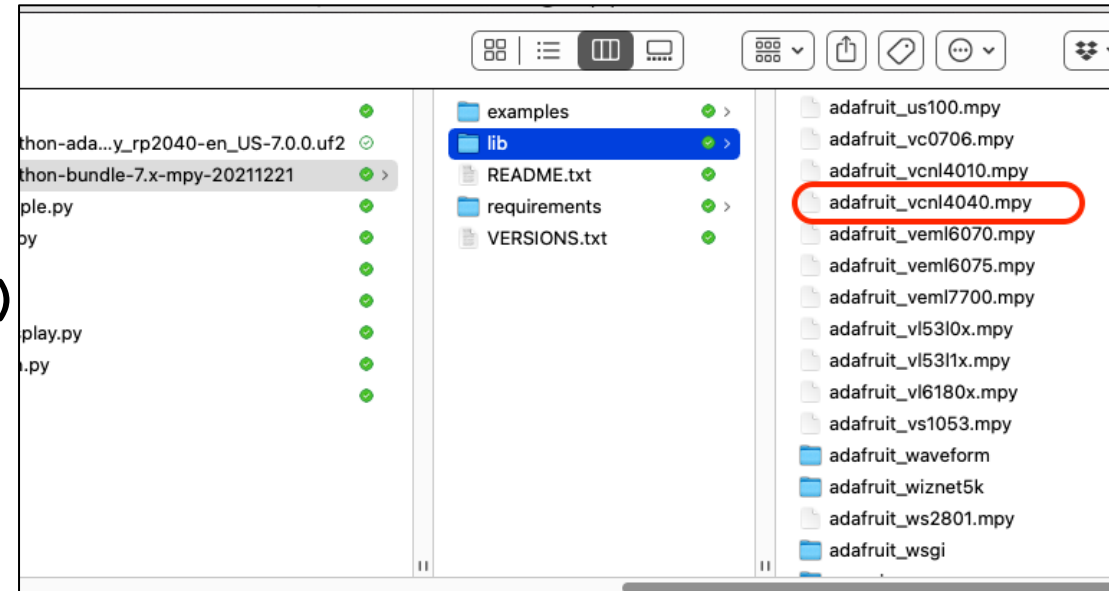 )
thon-ada...y_rp2040-en_US-7.0.0.uf2
thon-bundle-7.x-mpy-20211221
ple.py
py
splay.py
.py
examples
lib
README.txt
requirements
VERSIONS.txt
adafruit_us100.mpy
adafruit_vc0706.mpy
adafruit_vcnl4010.mpy
adafruit_vcnl4040.mpy
adafruit_veml6070.mpy
adafruit_veml6075.mpy
adafruit_veml7700.mpy
adafruit_vl53l0x.mpy
adafruit_vl53l1x.mpy
adafruit_vl6180x.mpy
adafruit_vs1053.mpy
adafruit_waveform
adafruit_wiznet5k
adafruit_ws2801.mpy
adafruit_wsgi